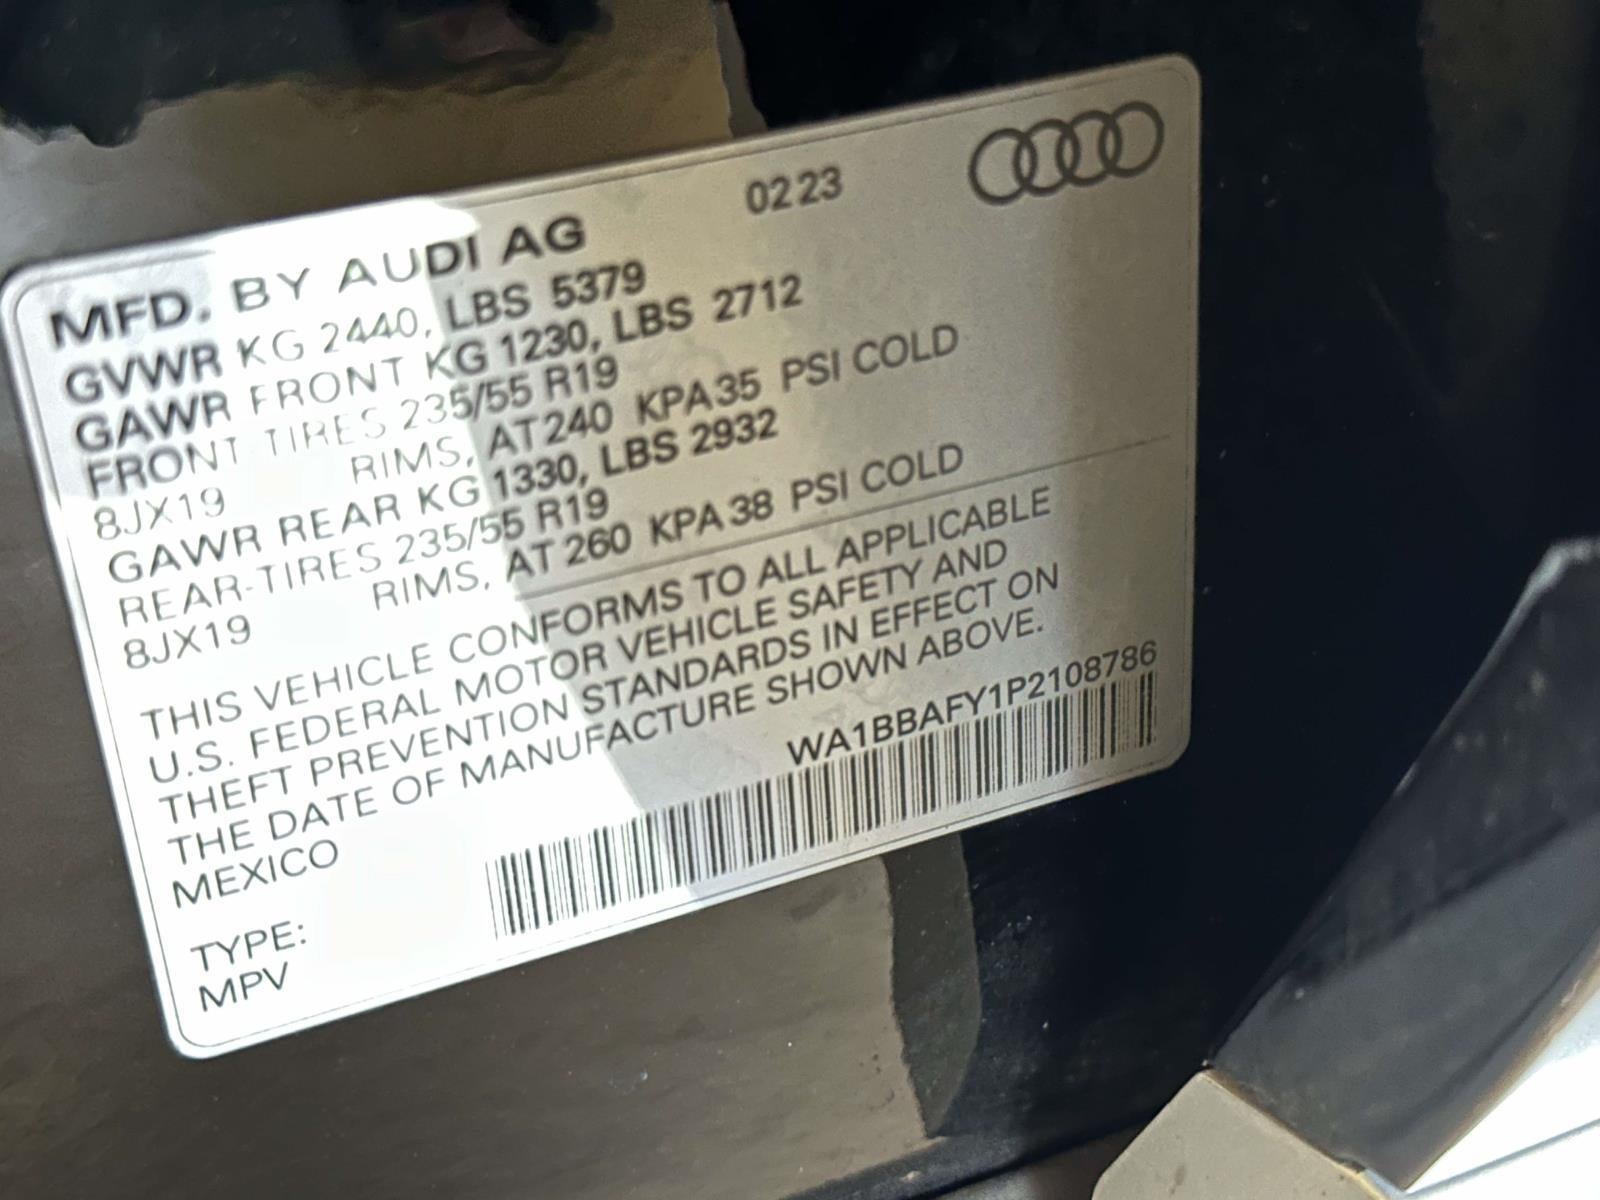 MFD. BY AUDI AG 0223
GVWR KG 2440, LBS 5379
GAWR FRONT KG 1230, LBS 2712
FRONT TIRES 235/55 R19
8JX19 RIMS, AT 240 KPA 35 PSI COLD
GAWR REAR KG 1330, LBS 2932
REAR-TIRES 235/55 R19
8JX19 RIMS, AT 260 KPA 38 PSI COLD
THIS VEHICLE CONFORMS TO ALL APPLICABLE
U.S. FEDERAL MOTOR VEHICLE SAFETY AND
THEFT PREVENTION STANDARDS IN EFFECT ON
THE DATE OF MANUFACTURE SHOWN ABOVE.
MEXICO
WA1BBAFY1P2108786
TYPE:
MPV